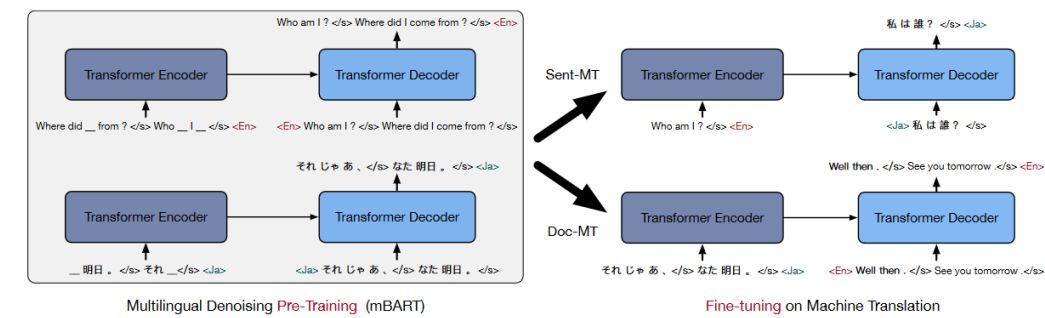 Who am I ? </s> Where did I come from ? </s> <En>
Transformer Encoder
Transformer Decoder
Where did __ from ? </s> Who __ I __ </s> <En>
<En> Who am I ? </s> Where did I come from ? </s>
それ じゃ あ 、</s> なた 明日 。 </s> <Ja>
Transformer Encoder
Transformer Decoder
__ 明日 。 </s> それ __</s> <Ja>
<Ja> それ じゃ あ 、</s> なた 明日 。 </s>
Multilingual Denoising Pre-Training (mBART)
Sent-MT
Doc-MT
私 は 誰？ </s> <Ja>
Transformer Encoder
Transformer Decoder
Who am I ? </s> <En>
<Ja> 私 は 誰？ </s>
Well then . </s> See you tomorrow .</s> <En>
Transformer Encoder
Transformer Decoder
それ じゃ あ 、</s> なた 明日 。 </s> <Ja>
<En> Well then . </s> See you tomorrow .</s>
Fine-tuning on Machine Translation